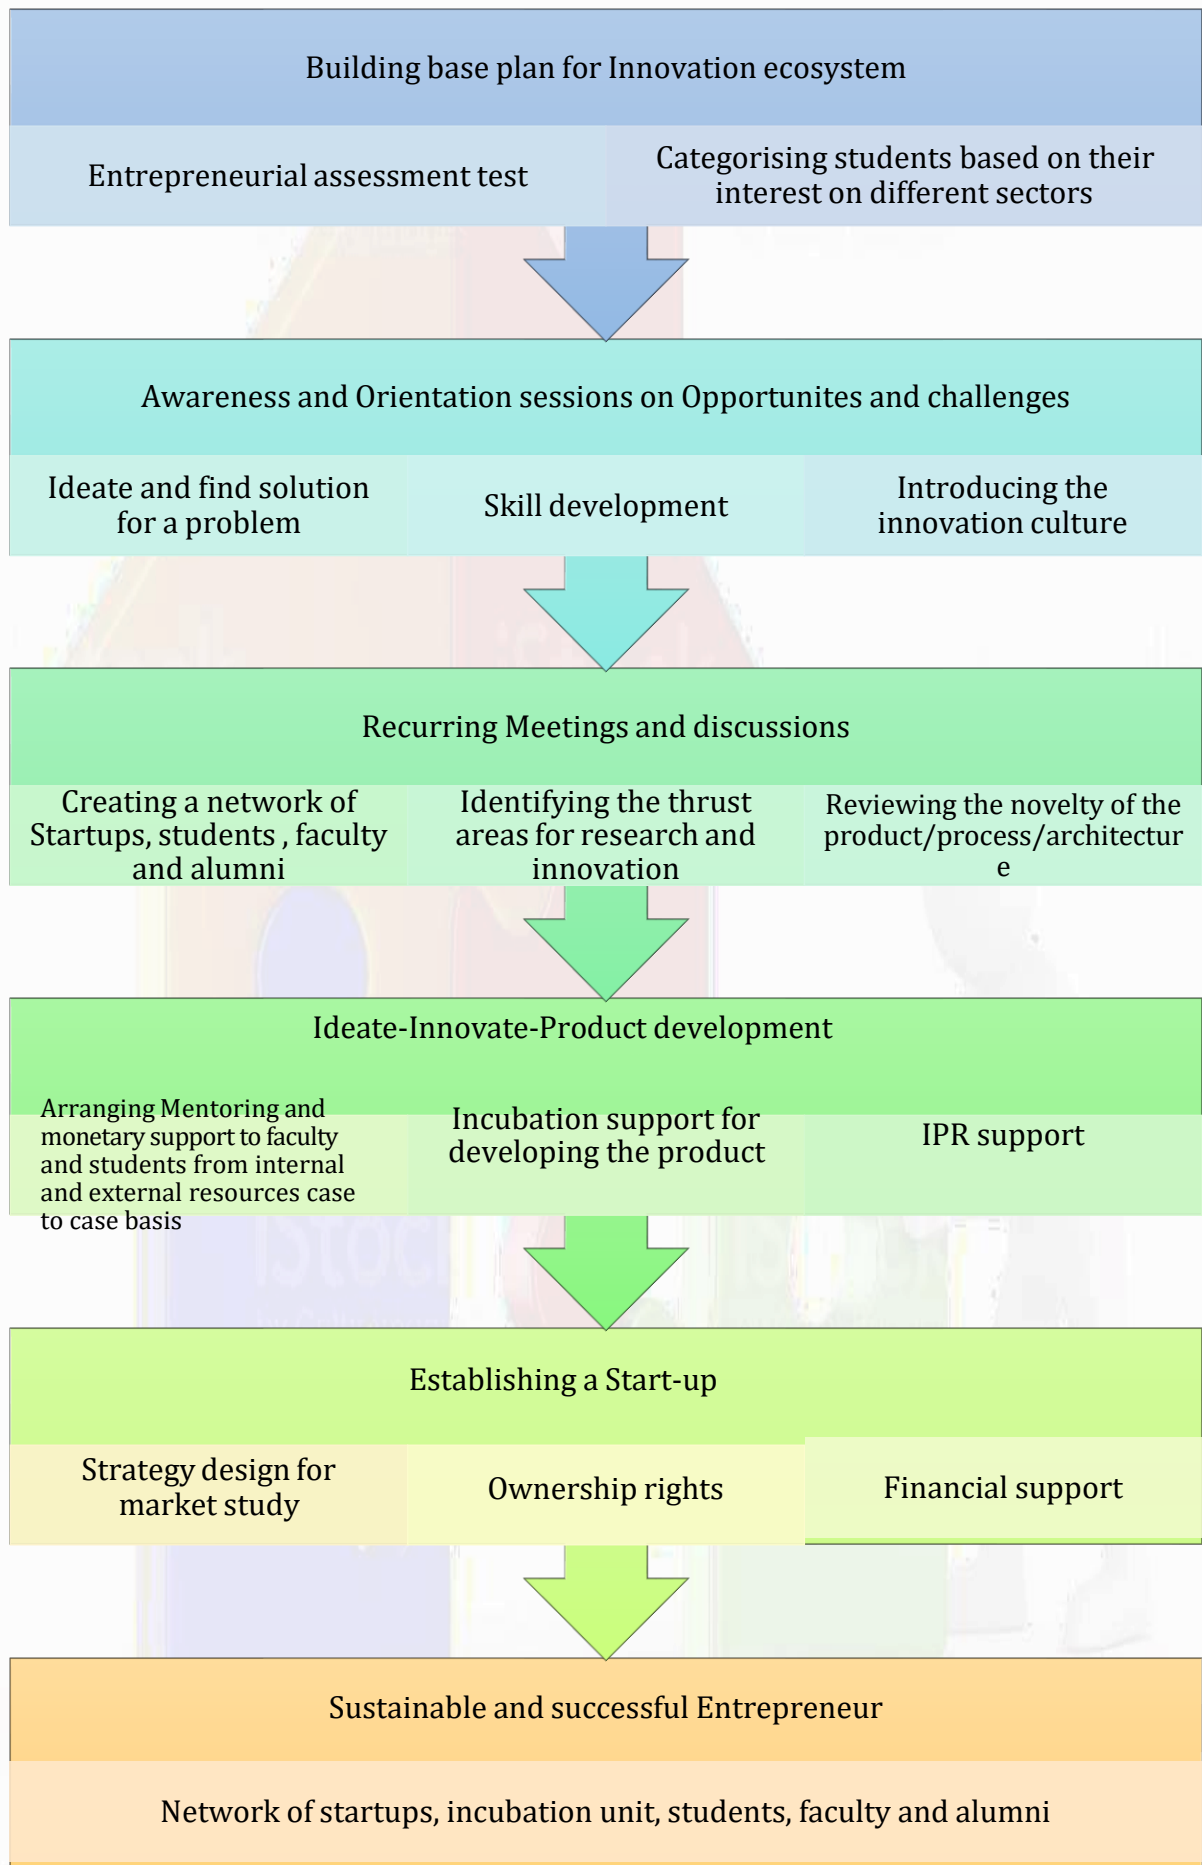 Building base plan for Innovation ecosystem
Entrepreneurial assessment test
Categorising students based on their
interest on different sectors
Awareness and Orientation sessions on Opportunites and challenges
Ideate and find solution
for a problem
Skill development
Introducing the
innovation culture
Recurring Meetings and discussions
Creating a network of
Startups, students , faculty
and alumni
Identifying the thrust
areas for research and
innovation
Reviewing the novelty of the
product/process/architectur
e
Ideate-Innovate-Product development
Arranging Mentoring and
monetary support to faculty
and students from internal
and external resources case
to case basis
Incubation support for
developing the product
IPR support
iStock
Establishing a Start-up
Strategy design for
market study
Ownership rights
Financial support
Sustainable and successful Entrepreneur
Network of startups, incubation unit, students, faculty and alumni